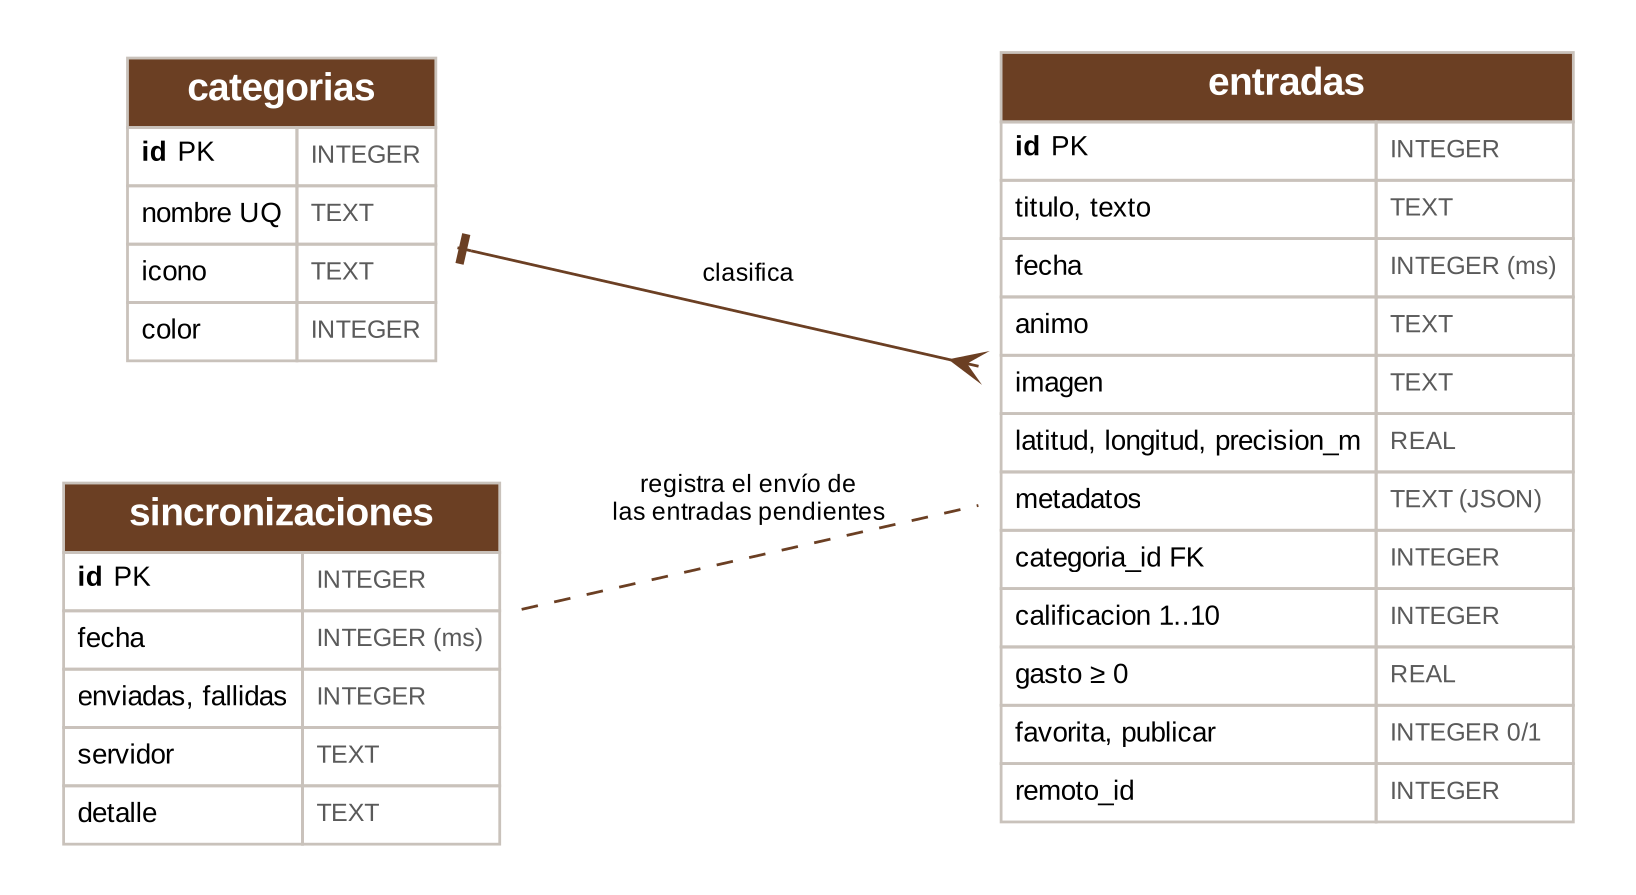 categorias
id PK INTEGER
nombre UQ TEXT
icono TEXT
color INTEGER
clasifica
entradas
id PK INTEGER
titulo, texto TEXT
fecha INTEGER (ms)
animo TEXT
imagen TEXT
latitud, longitud, precision_m REAL
metadatos TEXT (JSON)
categoria_id FK INTEGER
calificacion 1..10 INTEGER
gasto ≥ 0 REAL
favorita, publicar INTEGER 0/1
remoto_id INTEGER
registra el envío de
las entradas pendientes
sincronizaciones
id PK INTEGER
fecha INTEGER (ms)
enviadas, fallidas INTEGER
servidor TEXT
detalle TEXT